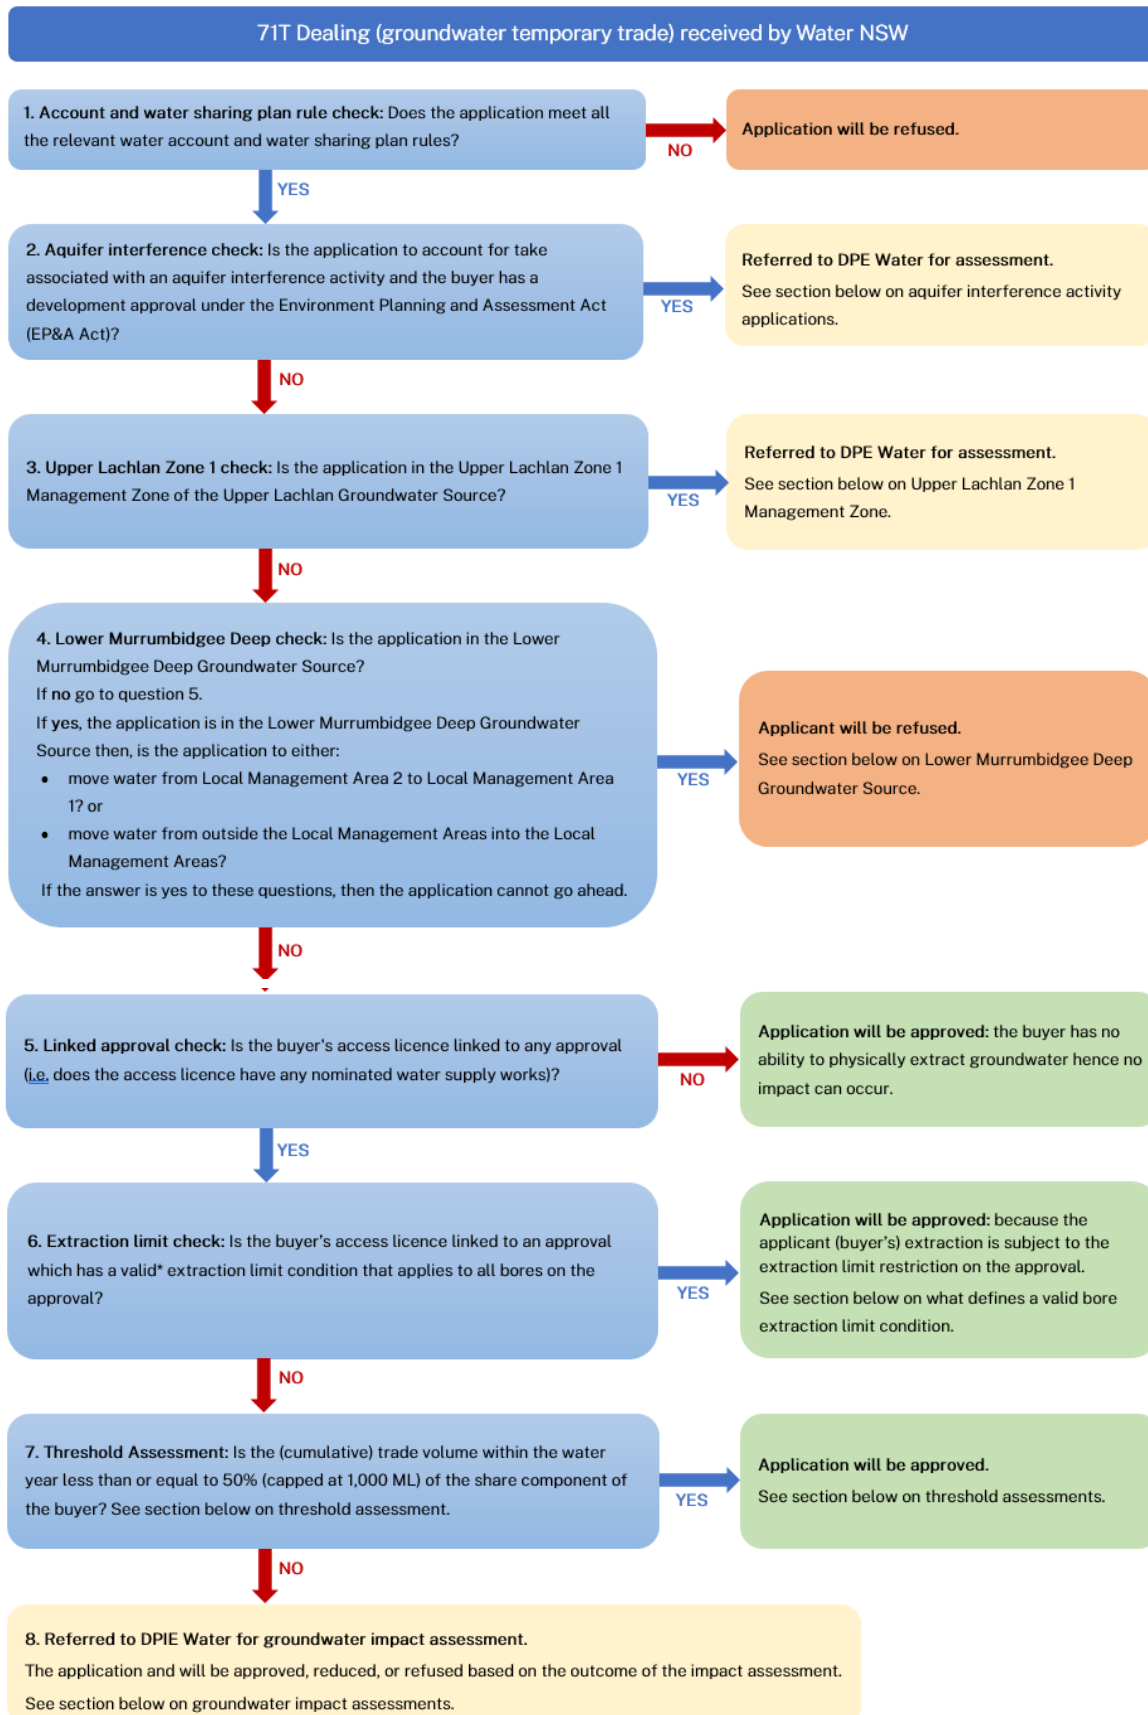 71T Dealing (groundwater temporary trade) received by Water NSW
1. Account and water sharing plan rule check: Does the application meet all
the relevant water account and water sharing plan rules?
NO
Application will be refused.
YES
2. Aquifer interference check: Is the application to account for take
associated with an aquifer interference activity and the buyer has a
development approval under the Environment Planning and Assessment Act
(EP&A Act)?
YES
Referred to DPE Water for assessment.
See section below on aquifer interference activity
applications.
NO
3. Upper Lachlan Zone 1 check: Is the application in the Upper Lachlan Zone 1
Management Zone of the Upper Lachlan Groundwater Source?
YES
Referred to DPE Water for assessment.
See section below on Upper Lachlan Zone 1
Management Zone.
NO
4. Lower Murrumbidgee Deep check: Is the application in the Lower
Murrumbidgee Deep Groundwater Source?
If no go to question 5.
If yes, the application is in the Lower Murrumbidgee Deep Groundwater
Source then, is the application to either:
• move water from Local Management Area 2 to Local Management Area
1? or
• move water from outside the Local Management Areas into the Local
Management Areas?
If the answer is yes to these questions, then the application cannot go ahead.
YES
Applicant will be refused.
See section below on Lower Murrumbidgee Deep
Groundwater Source.
NO
5. Linked approval check: Is the buyer's access licence linked to any approval
(i.e. does the access licence have any nominated water supply works)?
NO
Application will be approved: the buyer has no
ability to physically extract groundwater hence no
impact can occur.
YES
6. Extraction limit check: Is the buyer's access licence linked to an approval
which has a valid* extraction limit condition that applies to all bores on the
approval?
YES
Application will be approved: because the
applicant (buyer's) extraction is subject to the
extraction limit restriction on the approval.
See section below on what defines a valid bore
extraction limit condition.
NO
7. Threshold Assessment: Is the (cumulative) trade volume within the water
year less than or equal to 50% (capped at 1,000 ML) of the share component of
the buyer? See section below on threshold assessment.
YES
Application will be approved.
See section below on threshold assessments.
NO
8. Referred to DPIE Water for groundwater impact assessment.
The application and will be approved, reduced, or refused based on the outcome of the impact assessment.
See section below on groundwater impact assessments.